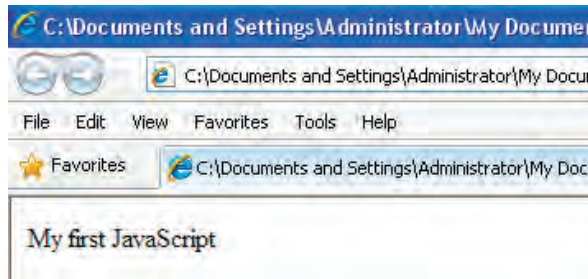 C:\Documents and Settings\Administrator\My Documen
C:\Documents and Settings\Administrator\My Docu
File Edit View Favorites Tools Help
Favorites C:\Documents and Settings\Administrator\My Doc
My first JavaScript